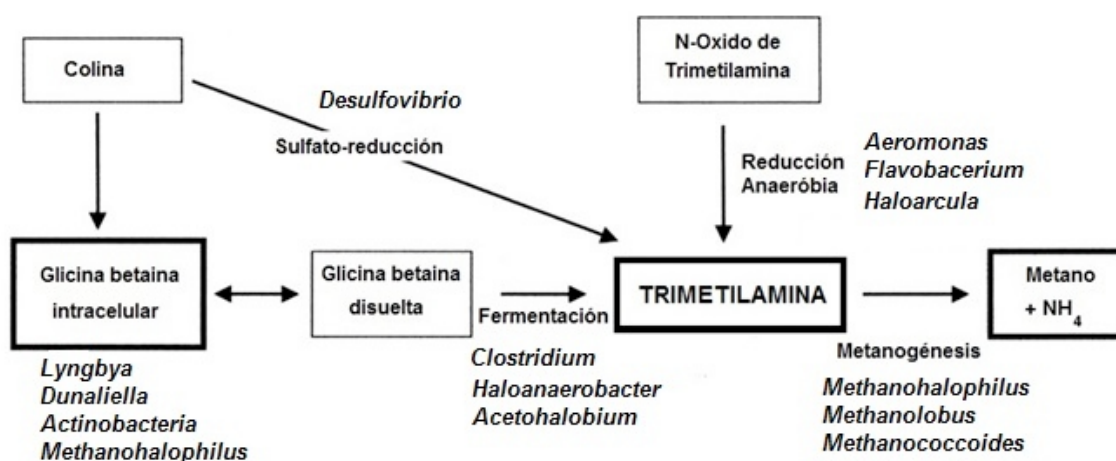 Colina
N-Oxido de
Trimetilamina
Desulfovibrio
Sulfato-reducción
Reducción
Anaeróbia
Aeromonas
Flavobacerium
Haloarcula
Glicina betaina
intracelular
Glicina betaina
disuelta
Fermentación
TRIMETILAMINA
Metano
+ NH4
Metanogénesis
Lyngbya
Dunaliella
Actinobacteria
Methanohalophilus
Clostridium
Haloanaerobacter
Acetohalobium
Methanohalophilus
Methanolobus
Methanococcoides